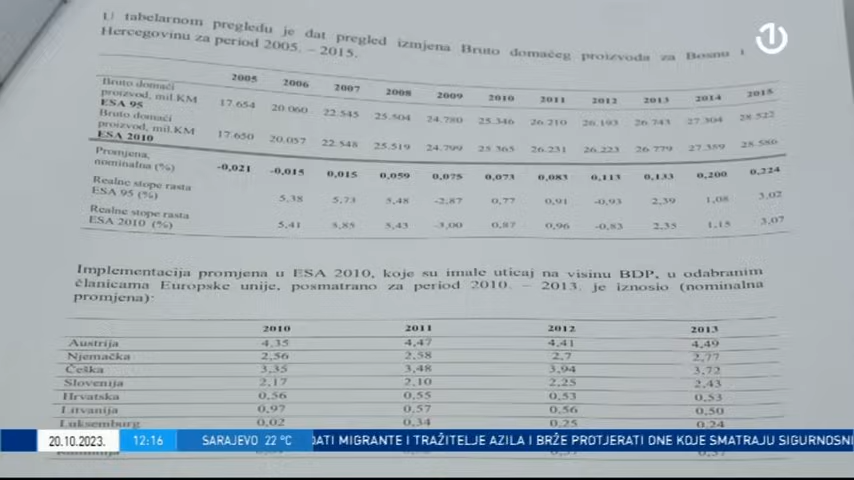 U tabelarnom pregledu je dat pregled izmjena Bruto domaćeg proizvoda za Bosnu i
Hercegovinu za period 2005. – 2015.
2005 2006 2007 2008 2009 2010 2011 2012 2013 2014 2015
Bruto domaći
proizvod, mil.KM
ESA 95 17.654 20.060 22.545 25.504 24.780 25.346 26.210 26.193 26.743 27.304 28.522
Bruto domaći
proizvod, mil.KM
ESA 2010 17.650 20.057 22.548 25.519 24.799 25.365 26.231 26.223 26.779 27.359 28.586
Promjena,
nominalna (%) -0,021 -0,015 0,015 0,059 0,075 0,073 0,083 0,113 0,133 0,200 0,224
Realne stope rasta
ESA 95 (%) 5,38 5,73 5,48 -2,87 0,77 0,91 -0,93 2,39 1,08 3,02
Realne stope rasta
ESA 2010 (%) 5,41 5,85 5,43 -3,00 0,87 0,96 -0,83 2,35 1,15 3,07
Implementacija promjena u ESA 2010, koje su imale uticaj na visinu BDP, u odabranim
članicama Europske unije, posmatrano za period 2010. – 2013. je iznosio (nominalna
promjena):
2010 2011 2012 2013
Austrija 4,35 4,47 4,41 4,49
Njemačka 2,56 2,58 2,7 2,77
Češka 3,35 3,48 3,94 3,72
Slovenija 2,17 2,10 2,25 2,43
Hrvatska 0,56 0,55 0,53 0,53
Litvanija 0,97 0,57 0,56 0,50
Luksemburg 0,02 0,34 0,25 0,24
20.10.2023. 12:16 SARAJEVO 22 °C DATI MIGRANTE I TRAŽITELJE AZILA I BRŽE PROTJERATI ONE KOJE SMATRAJU SIGURNOSNI